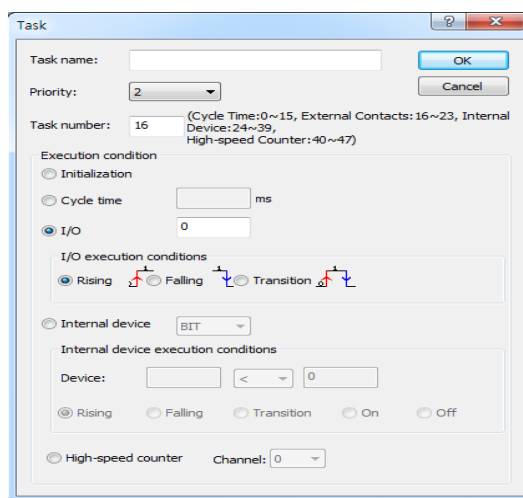 Task
Task name:
OK
Priority: 2
Cancel
Task number: 16 (Cycle Time:0~15, External Contacts:16~23, Internal
Device:24~39,
High-speed Counter:40~47)
Execution condition
Initialization
Cycle time ms
I/O 0
I/O execution conditions
Rising Falling Transition
Internal device BIT
Internal device execution conditions
Device: < 0
Rising Falling Transition On Off
High-speed counter Channel: 0